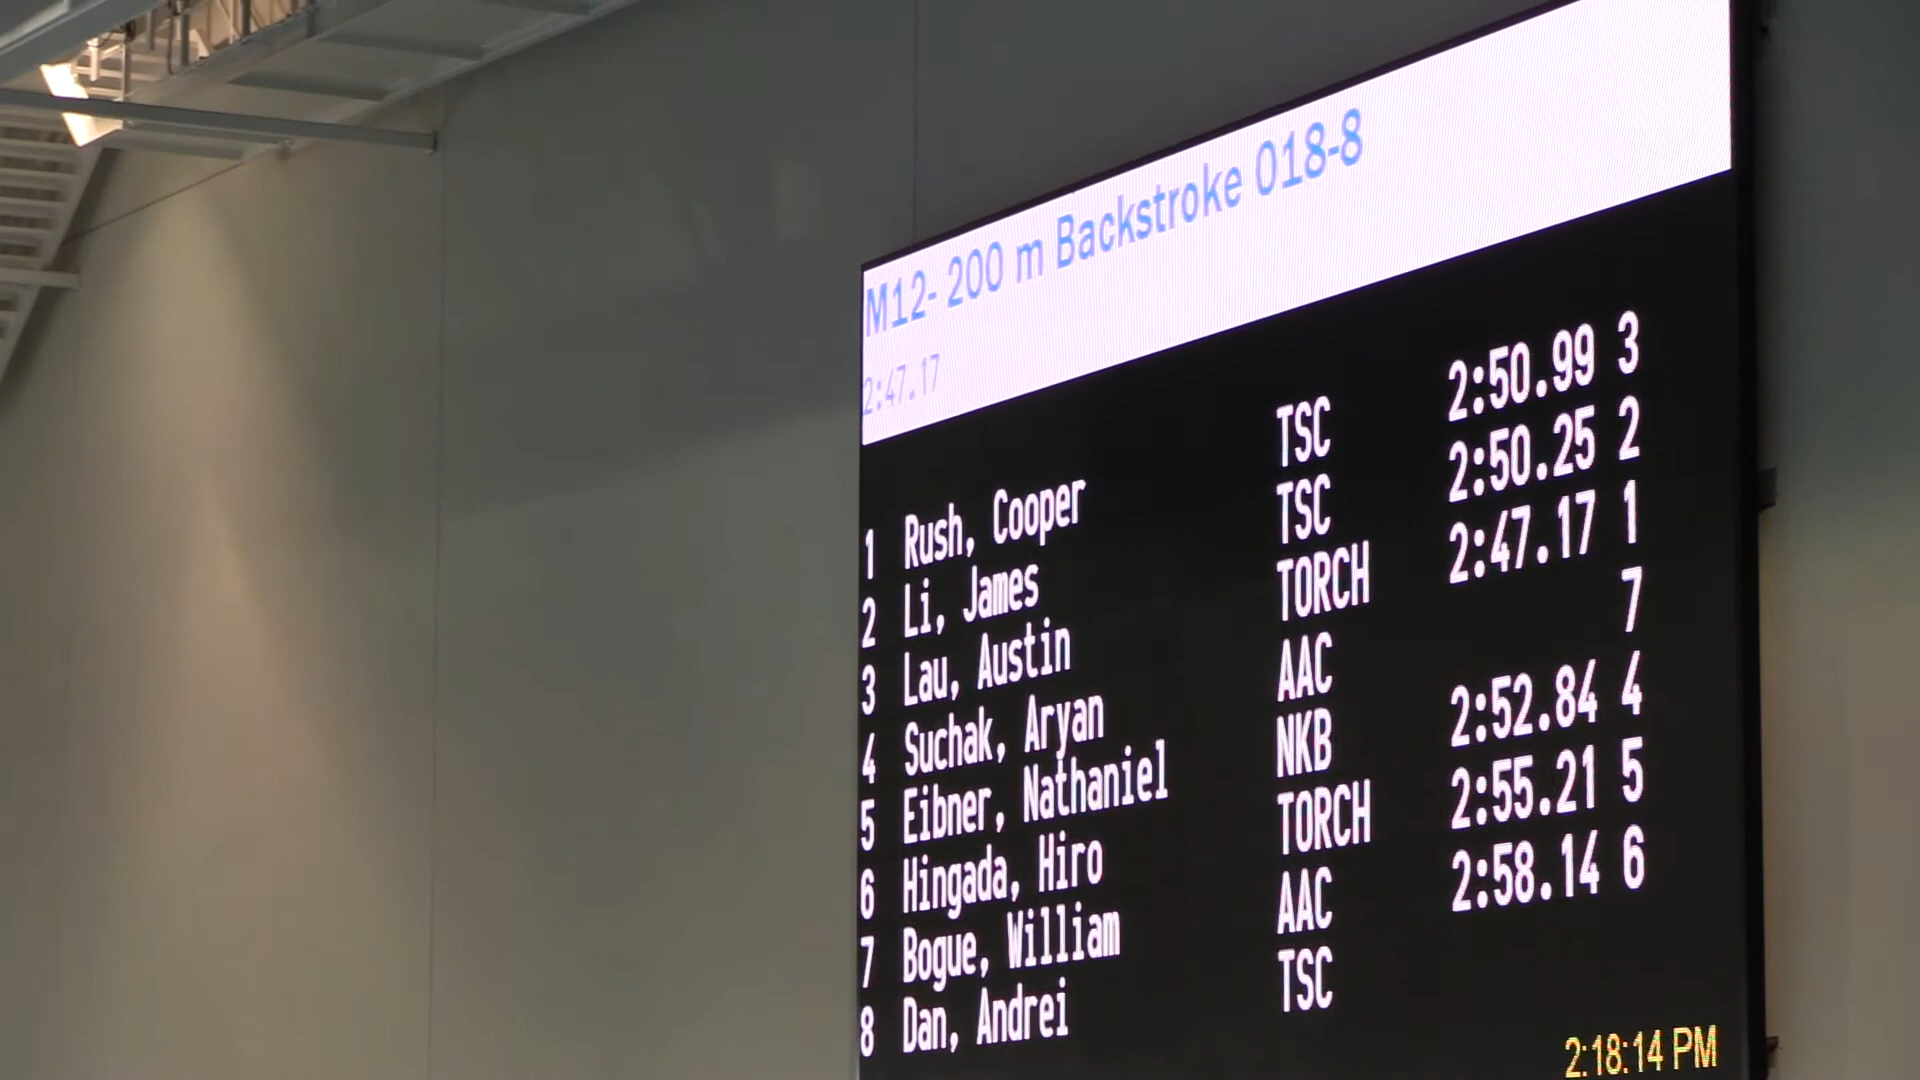 M12- 200 m Backstroke O18-8
2:47.17
1 Rush, Cooper TSC 2:50.99 3
2 Li, James TSC 2:50.25 2
3 Lau, Austin TORCH 2:47.17 1
4 Suchak, Aryan AAC 7
5 Eibner, Nathaniel NKB 2:52.84 4
6 Hingada, Hiro TORCH 2:55.21 5
7 Bogue, William AAC 2:58.14 6
8 Dan, Andrei TSC
2:18:14 PM